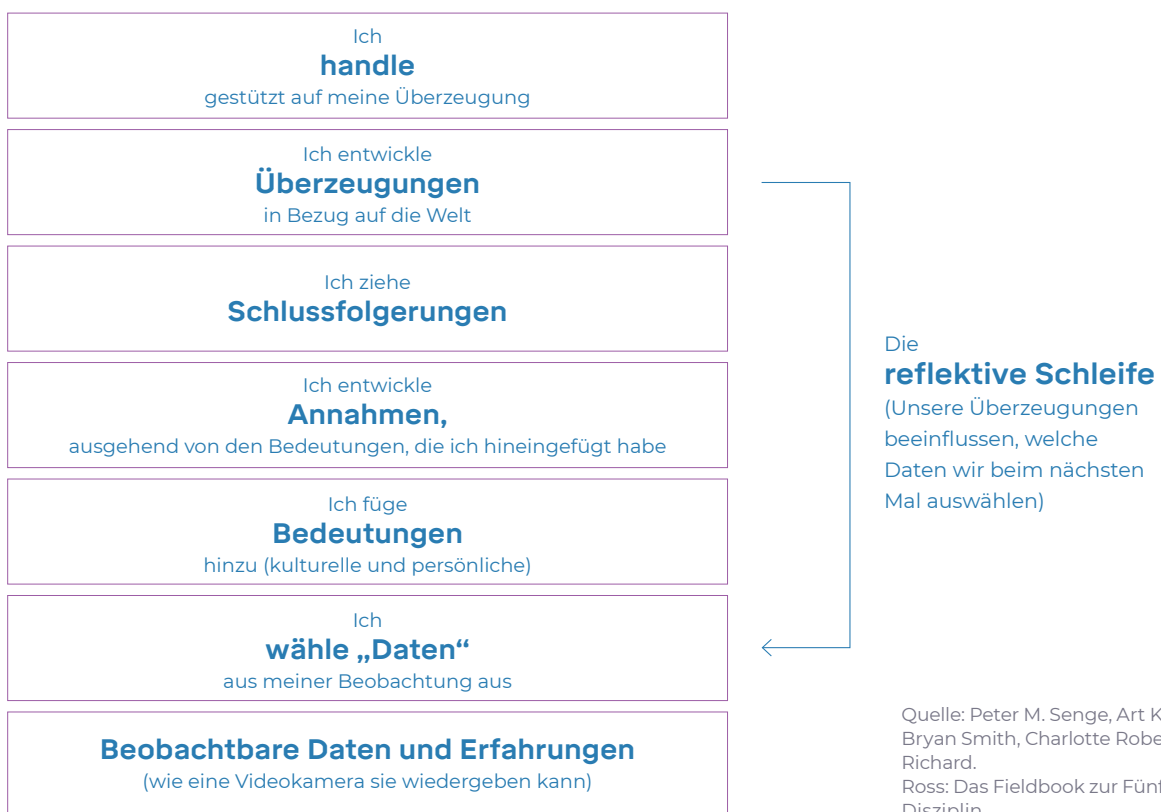 Ich
handle
gestützt auf meine Überzeugung
Ich entwickle
Überzeugungen
in Bezug auf die Welt
Ich ziehe
Schlussfolgerungen
Ich entwickle
Annahmen,
ausgehend von den Bedeutungen, die ich hineingefügt habe
Ich füge
Bedeutungen
hinzu (kulturelle und persönliche)
Ich
wähle „Daten“
aus meiner Beobachtung aus
Beobachtbare Daten und Erfahrungen
(wie eine Videokamera sie wiedergeben kann)
Die
reflektive Schleife
(Unsere Überzeugungen
beeinflussen, welche
Daten wir beim nächsten
Mal auswählen)
Quelle: Peter M. Senge, Art
Bryan Smith, Charlotte
Richard.
Ross: Das Fieldbook zur
Disziplin